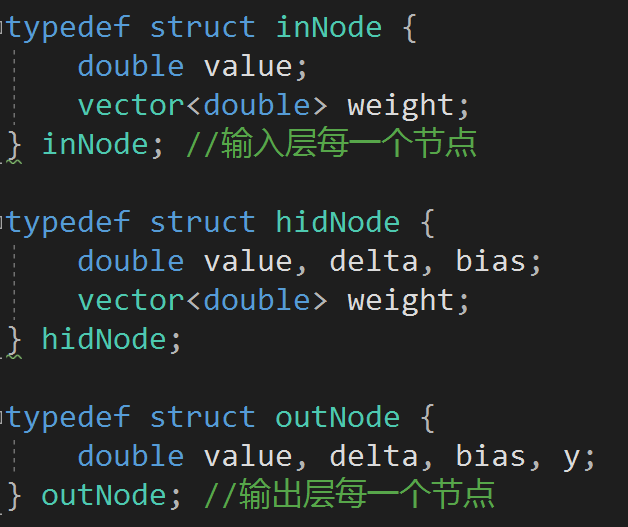 typedef struct inNode {
    double value;
    vector<double> weight;
} inNode; //输入层每一个节点

typedef struct hidNode {
    double value, delta, bias;
    vector<double> weight;
} hidNode;

typedef struct outNode {
    double value, delta, bias, y;
} outNode; //输出层每一个节点